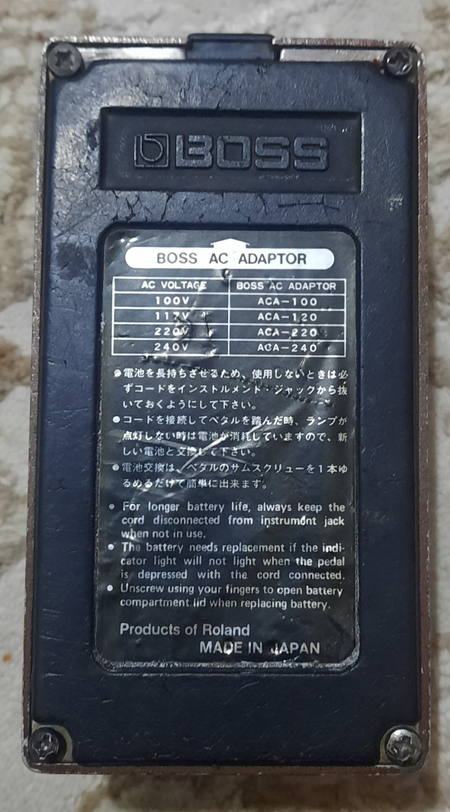 BOSS
BOSS AC ADAPTOR
AC VOLTAGE BOSS AC ADAPTOR
100V ACA-100
117V ACA-120
220V ACA-220
240V ACA-240
●電池を長持ちさせるため、使用しないときは必
ずコードをインストルメント・ジャックから抜
いておくようにして下さい。
●コードを接続してペタルを踏んだ時、ランプが
点灯しない時は電池が消耗していますので、新
しい電池と交換して下さい。
●電池交換は、ペタルのサムスクリューを1本ゆ
るめるだけで簡単に出来ます。
● For longer battery life, always keep the
cord disconnected from instrument jack
when not in use.
● The battery needs replacement if the indi-
cator light will not light when the pedal
is depressed with the cord connected.
● Unscrew using your fingers to open battery
compartment lid when replacing battery.
Products of Roland
MADE IN JAPAN